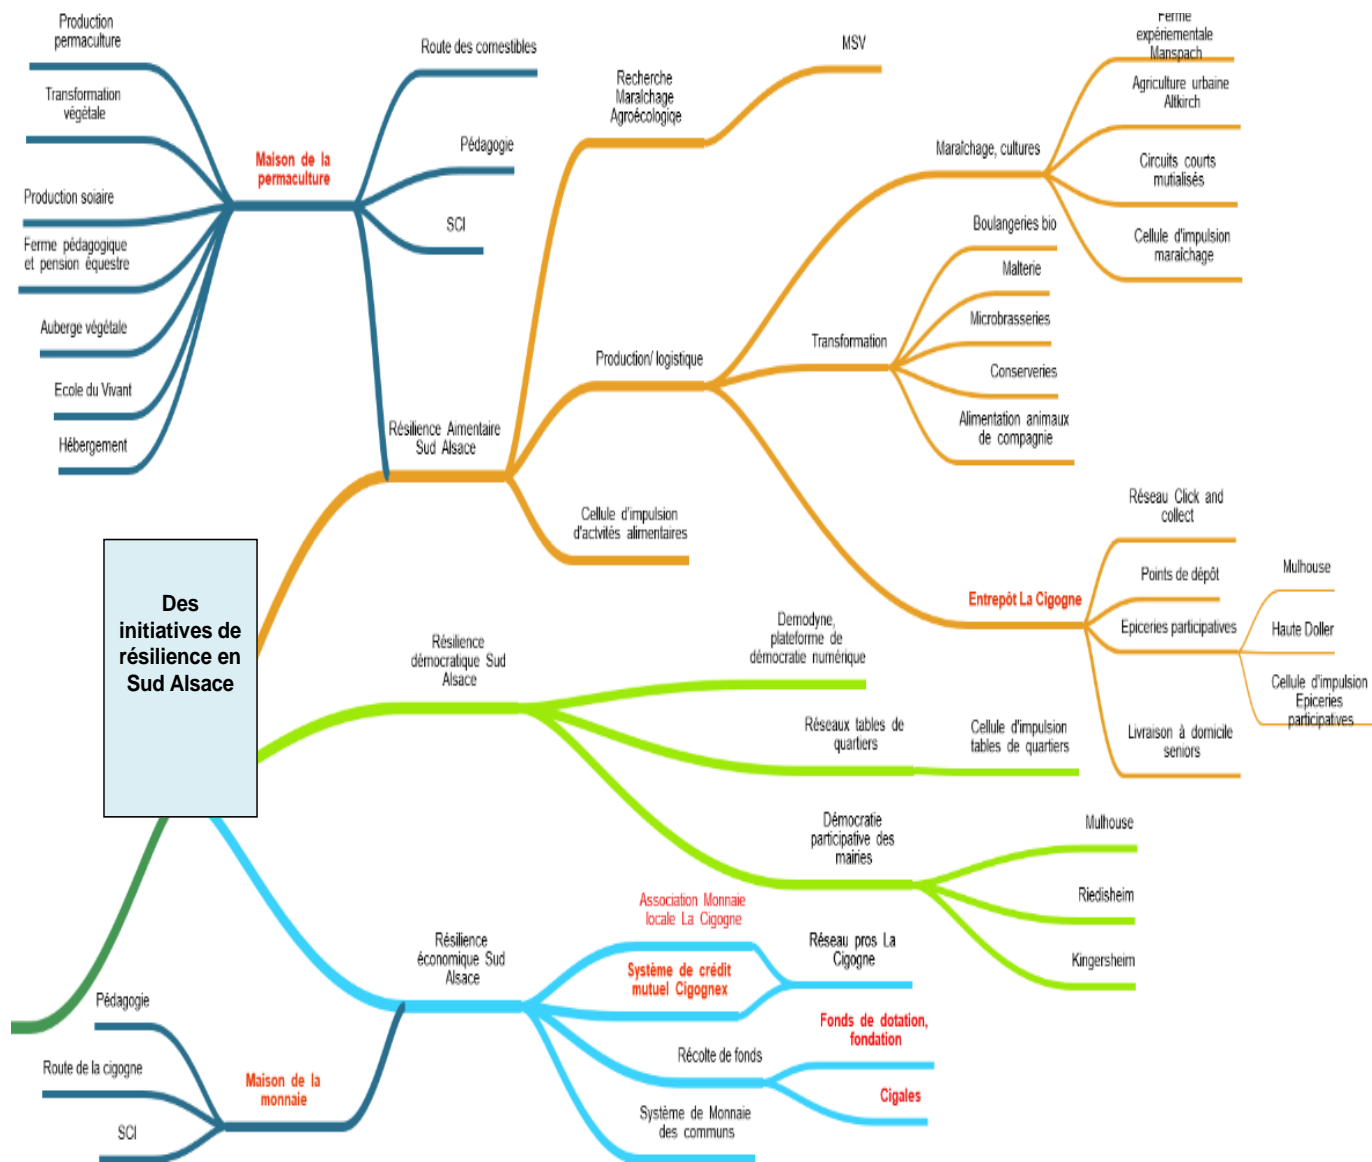 Production
permaculture
Transformation
végétale
Production soiaire
Ferme pédagogique
et pension équestre
Auberge végétale
Ecole du Vivant
Hébergement
Maison de la
permaculture
Route des comestibles
Pédagogie
SCI
Résilience Aimentaire
Sud Alsace
Recherche
Maraîchage
Agroécologiqe
MSV
Production/ logistique
Cellule d'impulsion
d'actvités alimentaires
Maraîchage, cultures
Ferme
expériementale
Manspach
Agriculture urbaine
Altkirch
Circuits courts
mutialisés
Cellule d'impulsion
maraîchage
Transformation
Boulangeries bio
Malterie
Microbrasseries
Conserveries
Alimentation animaux
de compagnie
Entrepôt La Cigogne
Réseau Click and
collect
Points de dépôt
Epiceries participatives
Mulhouse
Haute Doller
Cellule d'impulsion
Epiceries
participatives
Livraison à domicile
seniors
Des
initiatives de
résilience en
Sud Alsace
Résilience
démocratique Sud
Alsace
Demodyne,
plateforme de
démocratie numérique
Réseaux tables de
quartiers
Cellule d'impulsion
tables de quartiers
Démocratie
participative des
mairies
Mulhouse
Riedisheim
Kingersheim
Résilience
économique Sud
Alsace
Association Monnaie
locale La Cigogne
Système de crédit
mutuel Cigognex
Réseau pros La
Cigogne
Récolte de fonds
Fonds de dotation,
fondation
Cigales
Système de Monnaie
des communs
Maison de la
monnaie
Pédagogie
Route de la cigogne
SCI